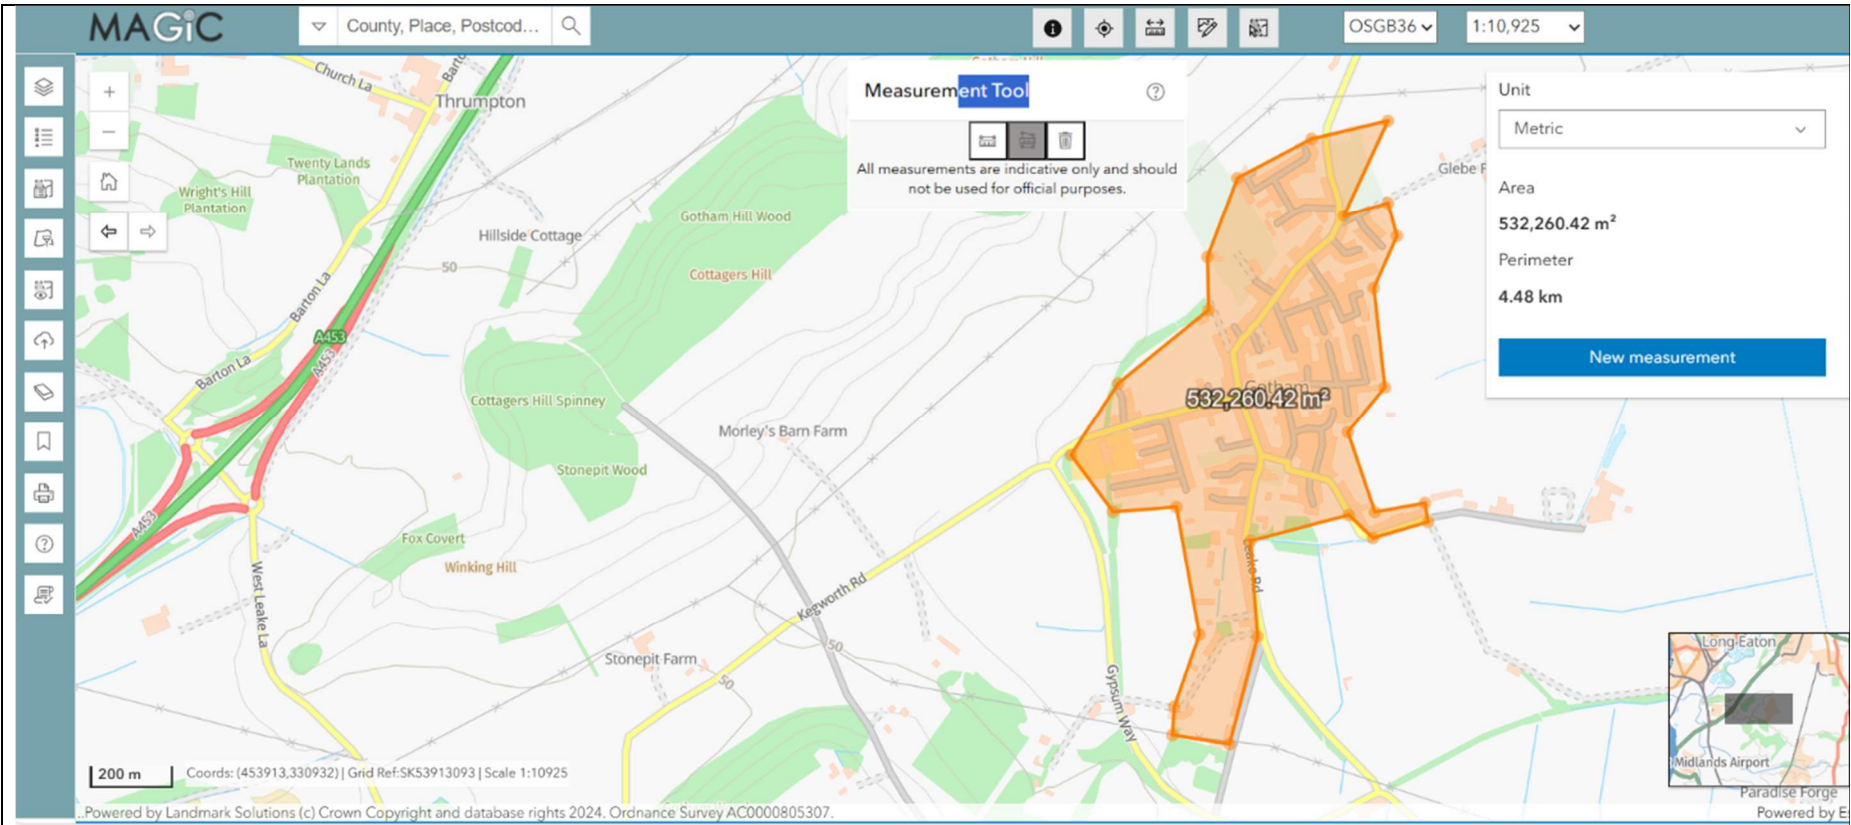 MAGiC
County, Place, Postcod...
OSGB36
1:10,925
Measurement Tool
All measurements are indicative only and should
not be used for official purposes.
Unit
Metric
Area
532,260.42 m²
Perimeter
4.48 km
New measurement
Church La
Barto
Thrumpton
Gotham Hill
Twenty Lands
Plantation
Wright's Hill
Plantation
Gotham Hill Wood
Hillside Cottage
50
Cottagers Hill
Glebe F
Barton La
A453
A453
Barton La
Cottagers Hill Spinney
Gotham
532,260.42 m²
Morley's Barn Farm
Stonepit Wood
A453
Fox Covert
Winking Hill
West Leake La
Kegworth Rd
Leake Rd
50
Stonepit Farm
50
Gypsum Way
Long Eaton
Midlands Airport
Paradise Forge
200 m
Coords: (453913,330932) | Grid Ref:SK53913093 | Scale 1:10925
..Powered by Landmark Solutions (c) Crown Copyright and database rights 2024. Ordnance Survey AC0000805307.
Powered by E